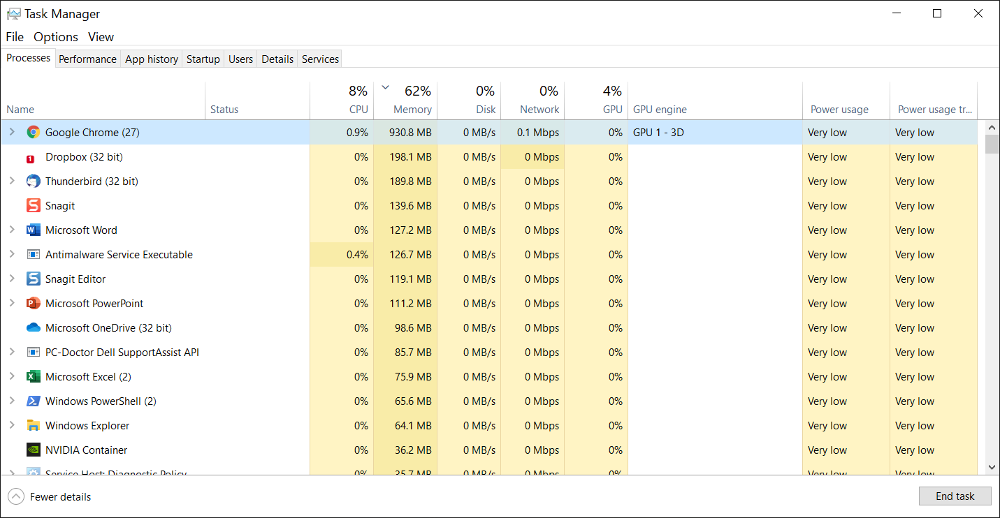 Task Manager
File Options View
Processes Performance App history Startup Users Details Services
8% 62% 0% 0% 4%
Name Status CPU Memory Disk Network GPU GPU engine Power usage Power usage tr...
Google Chrome (27) 0.9% 930.8 MB 0 MB/s 0.1 Mbps 0% GPU 1 - 3D Very low Very low
1 Dropbox (32 bit) 0% 198.1 MB 0 MB/s 0 Mbps 0% Very low Very low
Thunderbird (32 bit) 0% 189.8 MB 0 MB/s 0 Mbps 0% Very low Very low
Snagit 0% 139.6 MB 0 MB/s 0 Mbps 0% Very low Very low
Microsoft Word 0% 127.2 MB 0 MB/s 0 Mbps 0% Very low Very low
Antimalware Service Executable 0.4% 126.7 MB 0 MB/s 0 Mbps 0% Very low Very low
Snagit Editor 0% 119.1 MB 0 MB/s 0 Mbps 0% Very low Very low
Microsoft PowerPoint 0% 111.2 MB 0 MB/s 0 Mbps 0% Very low Very low
Microsoft OneDrive (32 bit) 0% 98.6 MB 0 MB/s 0 Mbps 0% Very low Very low
PC-Doctor Dell SupportAssist API 0% 85.7 MB 0 MB/s 0 Mbps 0% Very low Very low
Microsoft Excel (2) 0% 75.9 MB 0 MB/s 0 Mbps 0% Very low Very low
Windows PowerShell (2) 0% 65.6 MB 0 MB/s 0 Mbps 0% Very low Very low
Windows Explorer 0% 64.1 MB 0 MB/s 0 Mbps 0% Very low Very low
NVIDIA Container 0% 36.2 MB 0 MB/s 0 Mbps 0% Very low Very low
Service Host: Diagnostic Policy 0% 35.7 MB 0 MB/s 0 Mbps 0% Very low Very low
Fewer details End task